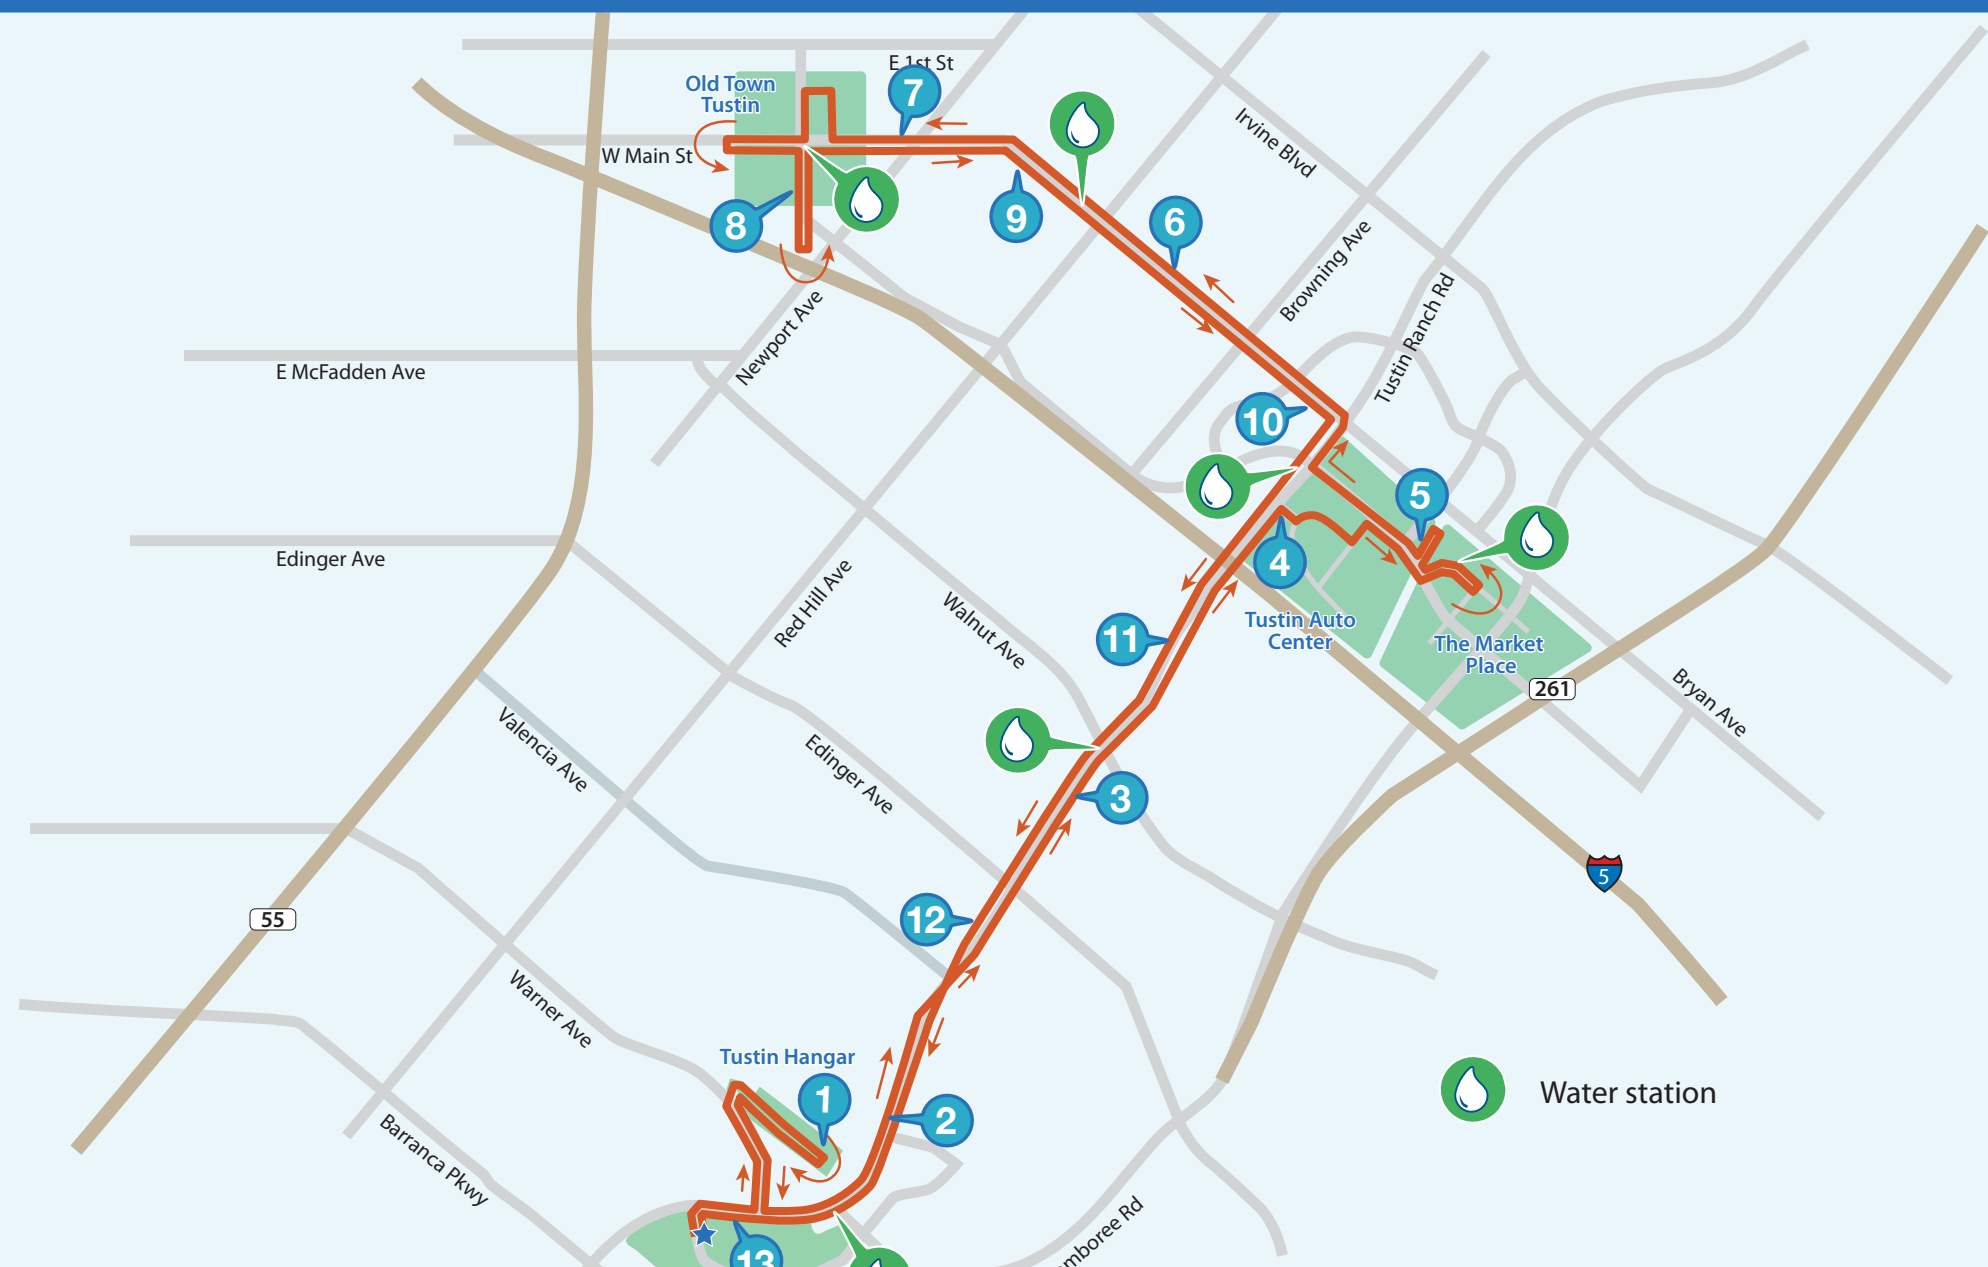 E 1st St
Old Town
Tustin
7
W Main St
Irvine Blvd
8
9
6
Browning Ave
Newport Ave
Tustin Ranch Rd
E McFadden Ave
10
5
Edinger Ave
4
Red Hill Ave
Walnut Ave
11
Tustin Auto
Center
The Market
Place
261
Bryan Ave
Valencia Ave
Edinger Ave
3
5
12
55
Warner Ave
Tustin Hangar
1
2
Water station
Barranca Pkwy
mboree Rd
13